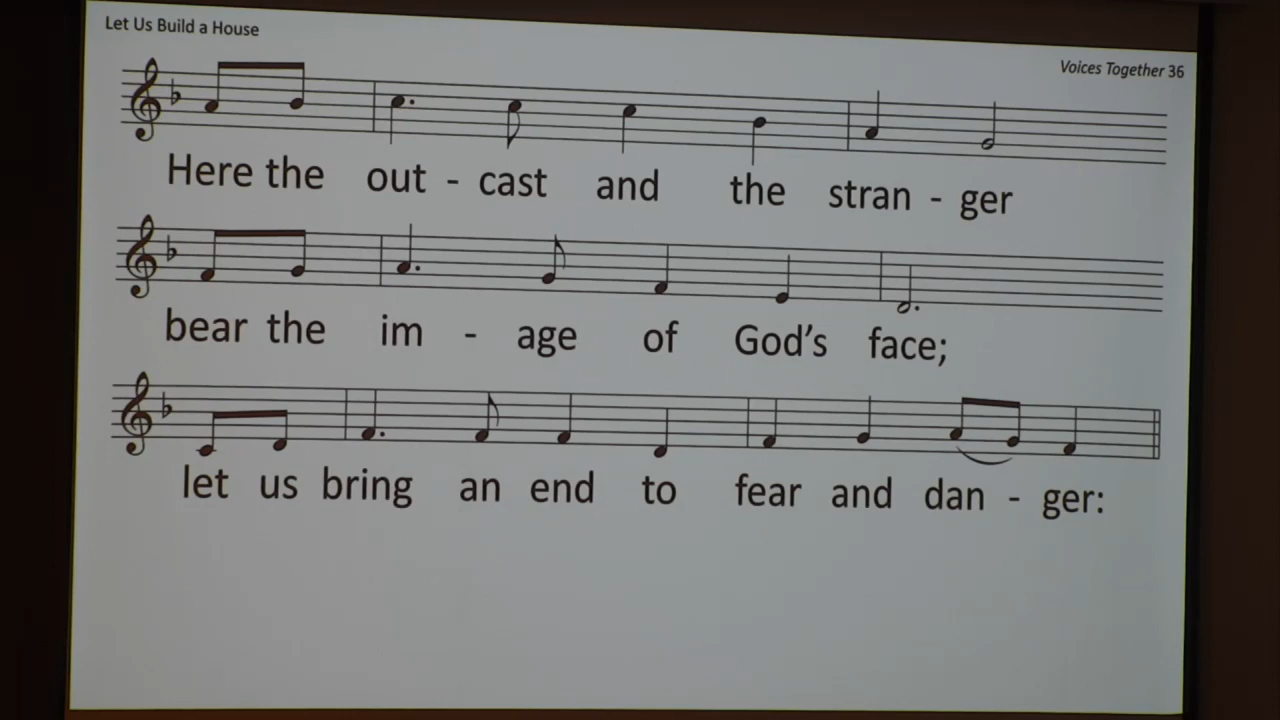 Let Us Build a House
Voices Together 36
Here the out - cast and the stran - ger
bear the im - age of God's face;
let us bring an end to fear and dan - ger: